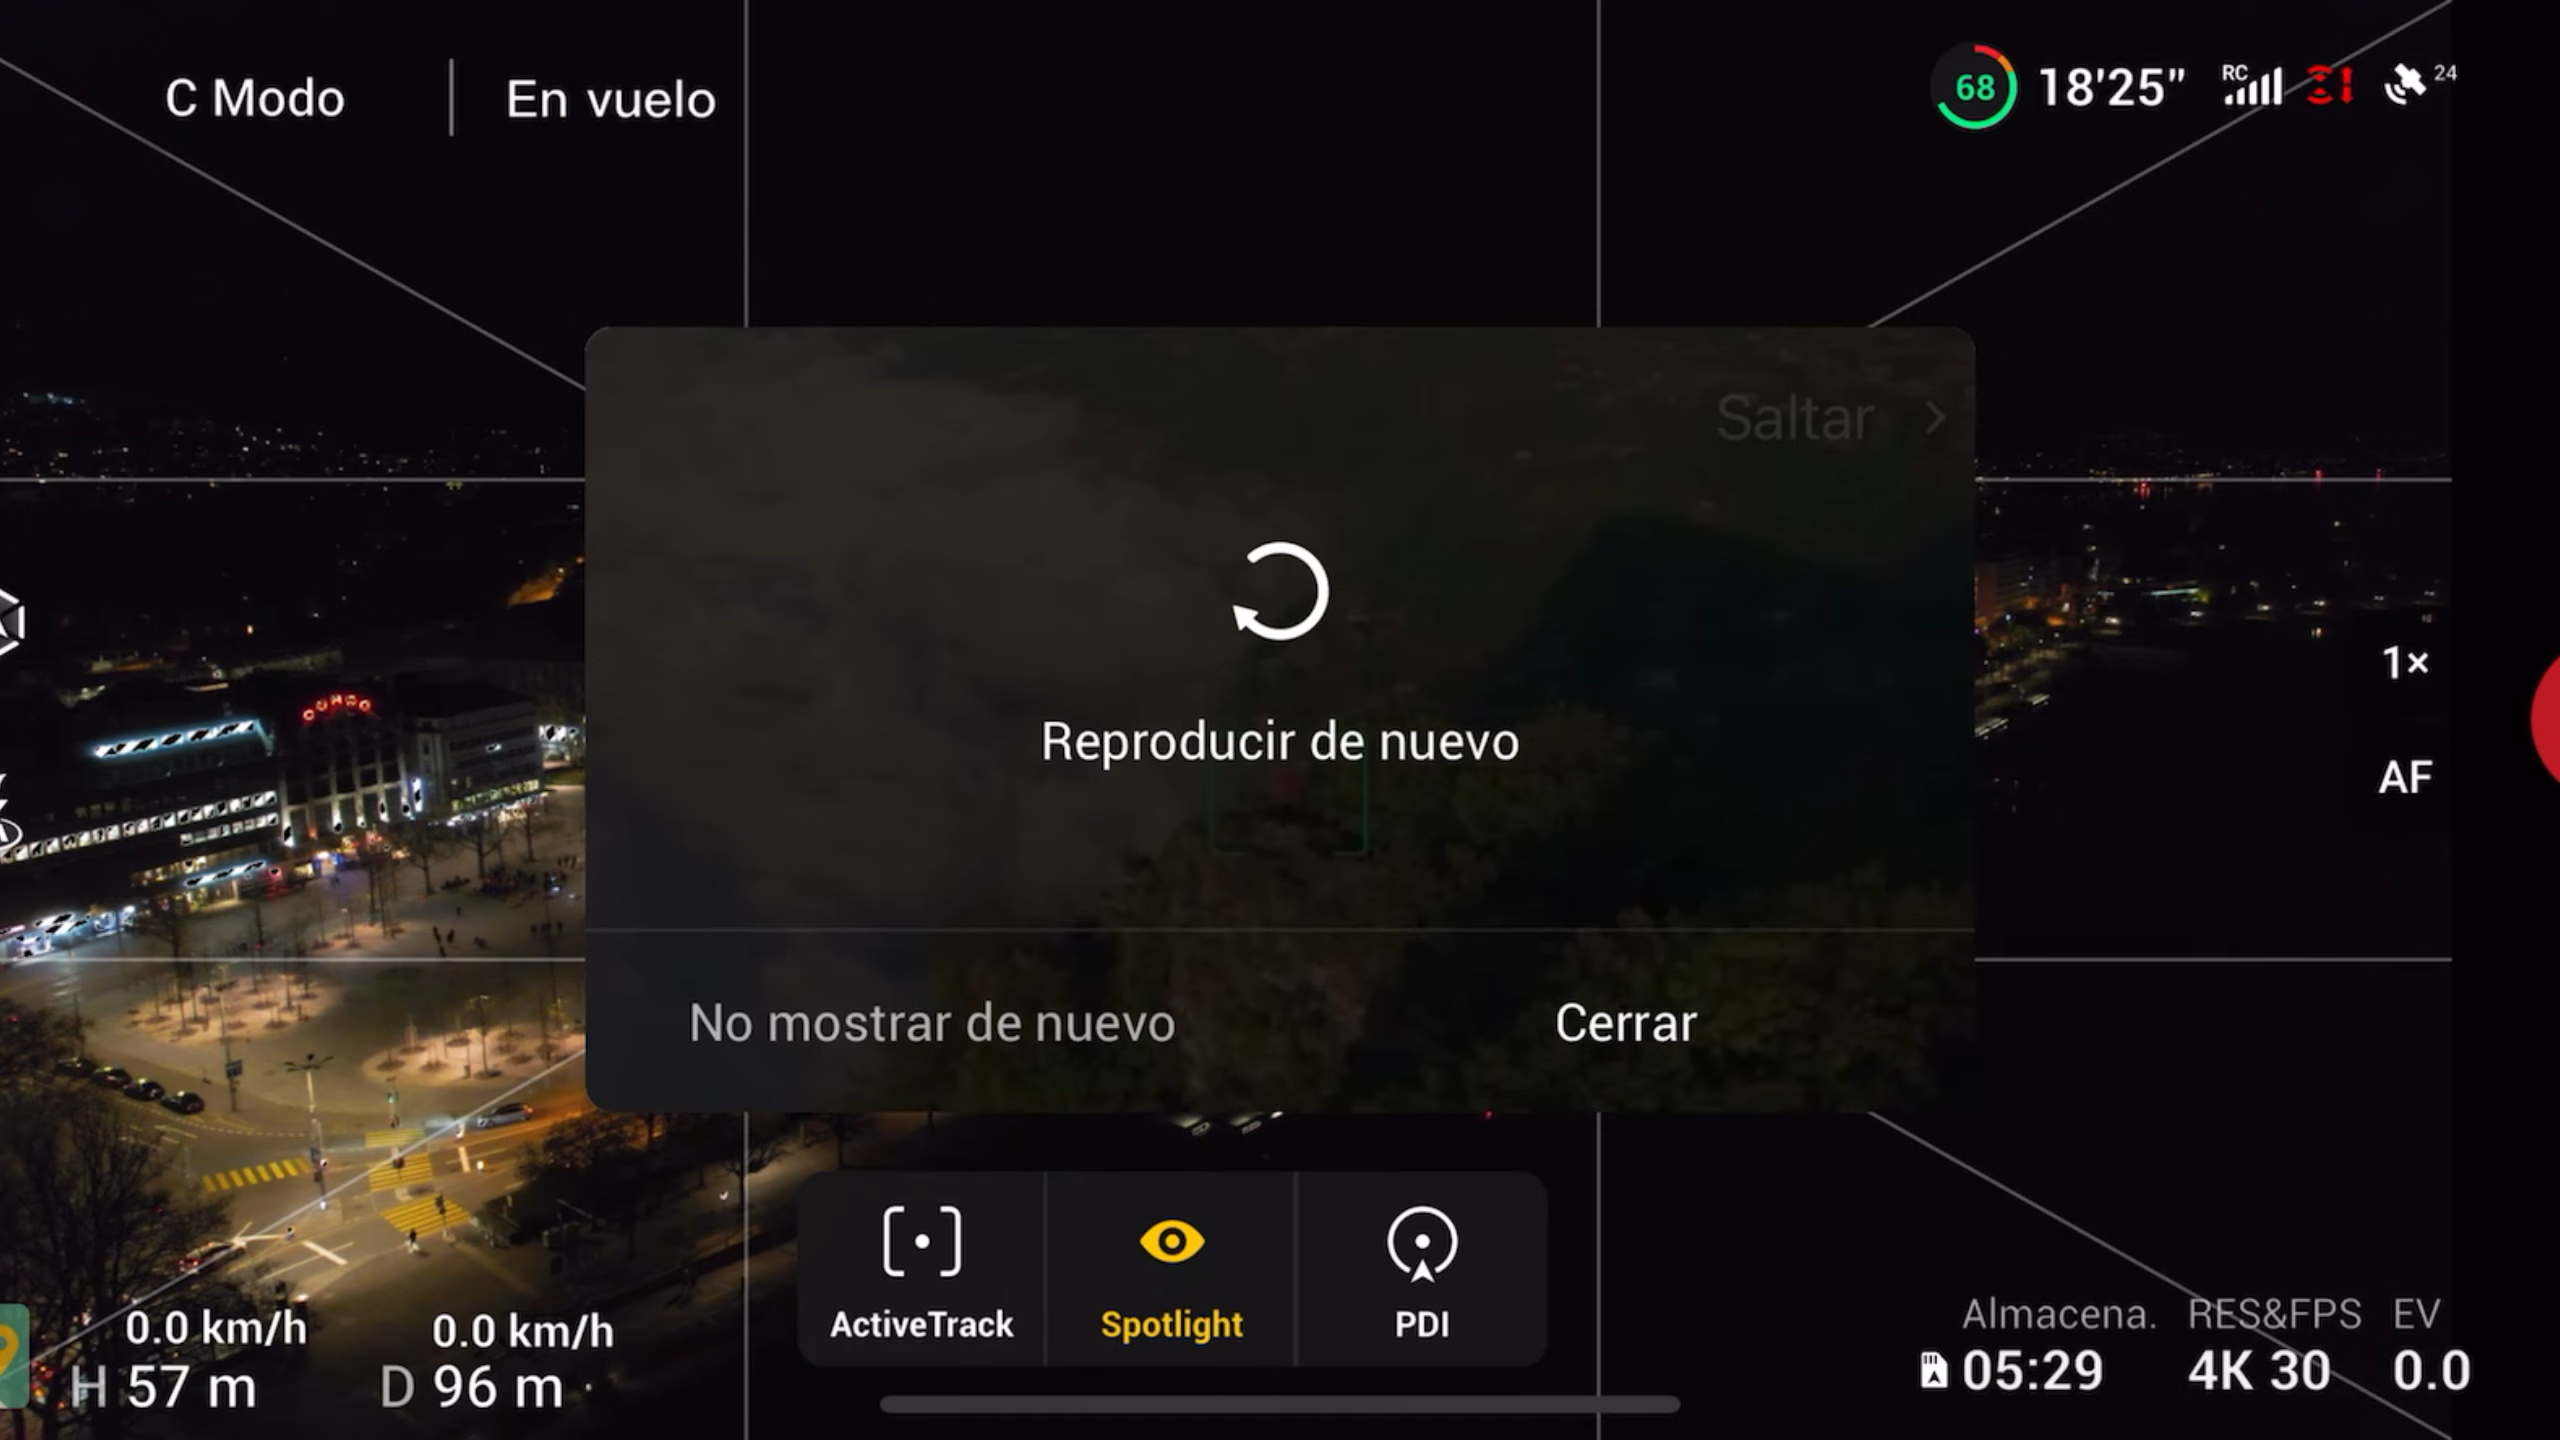 C Modo
En vuelo
68
18'25"
RC
24
Saltar
Reproducir de nuevo
1×
AF
No mostrar de nuevo
Cerrar
ActiveTrack
Spotlight
PDI
0.0 km/h
0.0 km/h
H 57 m
D 96 m
Almacena.
RES&FPS
EV
05:29
4K 30
0.0